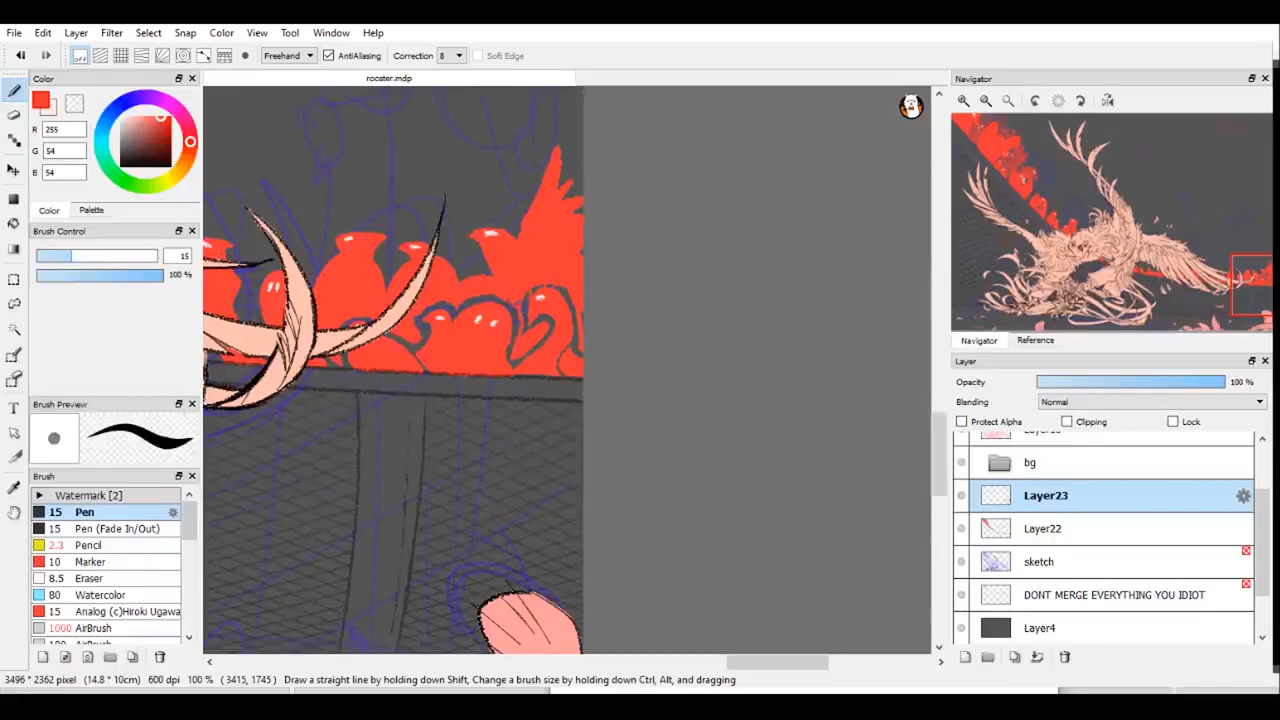 File Edit Layer Filter Select Snap Color View Tool Window Help
off Freehand AntiAliasing Correction 8 Soft Edge
Color
rooster.mdp
Navigator
R 255
G 54
B 54
Color Palette
Brush Control
15
100 %
Navigator Reference
Layer
Opacity 100 %
Blending Normal
Protect Alpha Clipping Lock
Brush Preview
bg
Brush
Watermark [2]
Layer23
15 Pen
15 Pen (Fade In/Out)
Layer22
2.3 Pencil
10 Marker
sketch
8.5 Eraser
80 Watercolor
DONT MERGE EVERYTHING YOU IDIOT
15 Analog (c)Hiroki Ugawa
1000 AirBrush
Layer4
3496 * 2362 pixel (14.8 * 10cm) 600 dpi 100 % ( 3415, 1745) Draw a straight line by holding down Shift, Change a brush size by holding down Ctrl, Alt, and dragging